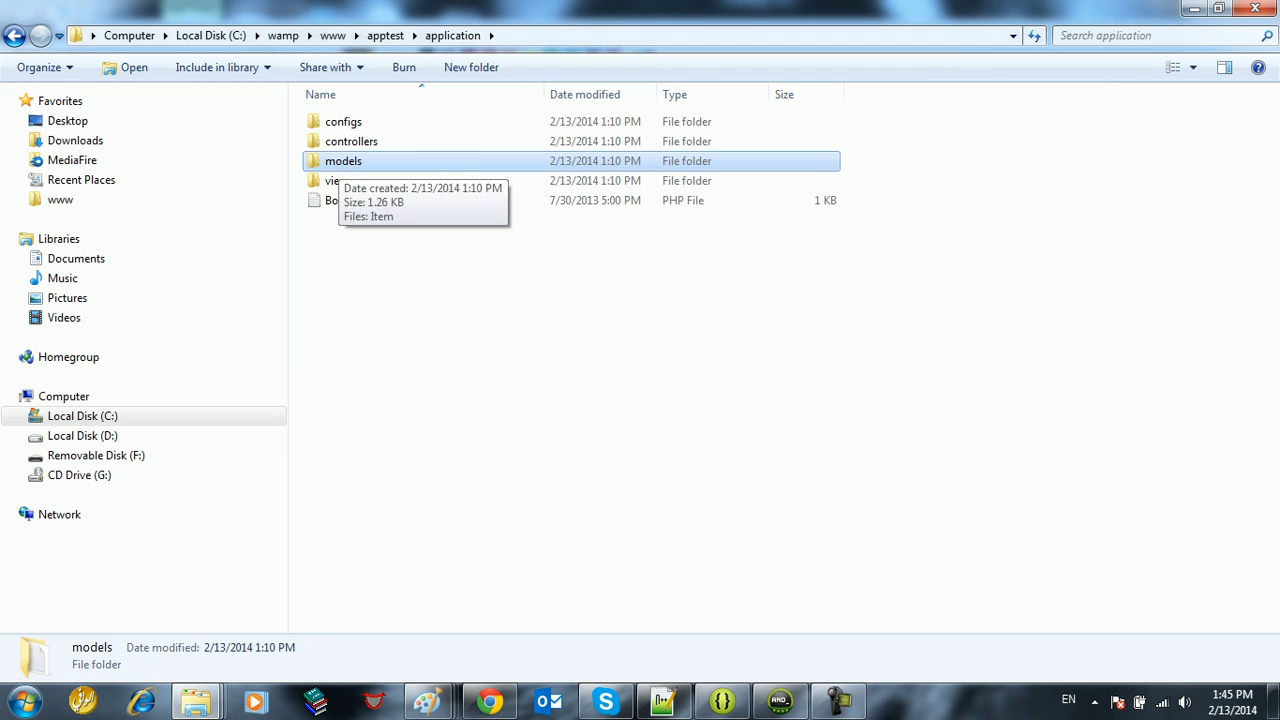 Computer Local Disk (C:) wamp www apptest application
Search application
Organize Open Include in library Share with Burn New folder
Name Date modified Type Size
Favorites
Desktop
Downloads
MediaFire
Recent Places
www
Libraries
Documents
Music
Pictures
Videos
Homegroup
Computer
Local Disk (C:)
Local Disk (D:)
Removable Disk (F:)
CD Drive (G:)
Network
configs 2/13/2014 1:10 PM File folder
controllers 2/13/2014 1:10 PM File folder
models 2/13/2014 1:10 PM File folder
2/13/2014 1:10 PM File folder
7/30/2013 5:00 PM PHP File 1 KB
Date created: 2/13/2014 1:10 PM
Size: 1.26 KB
Files: Item
models Date modified: 2/13/2014 1:10 PM
File folder
EN
1:45 PM
2/13/2014